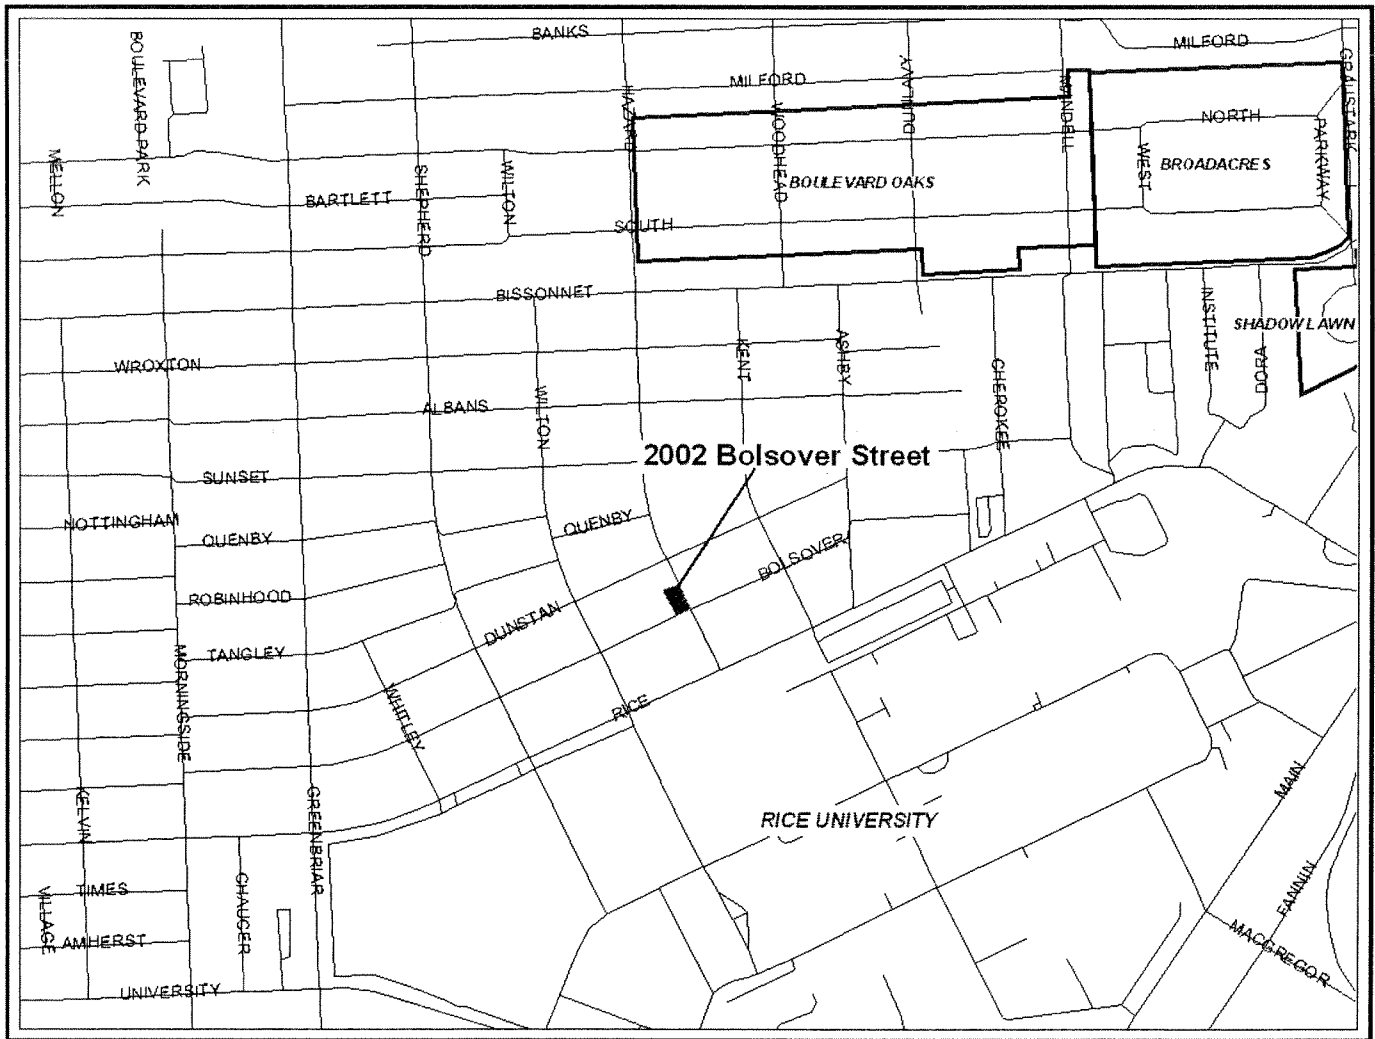 BANKS
MILFORD
BOULEVARD PARK
MILFORD
GRAUSTARK
HAZARD
WOODHEAD
DUNLAVY
MANDELL
NORTH
PARKWAY
WEST
BROADACRES
MELLON
BARTLETT
SHEPHERD
WILTON
BOULEVARD OAKS
SOUTH
BISSONNET
INSTITUTE
SHADOW LAWN
WROXTON
KENT
ASHBY
CHEROKEE
DORA
ALBANS
WILTON
2002 Bolsover Street
SUNSET
NOTTINGHAM
QUENBY
QUENBY
BOLSOVER
ROBINHOOD
DUNSTAN
TANGLEY
MORNINGSIDE
WHITLEY
RICE
KELVIN
GREENBRIAR
RICE UNIVERSITY
MAIN
TIMES
VILLAGE
CHAUCER
FANNIN
AMHERST
MACGREGOR
UNIVERSITY